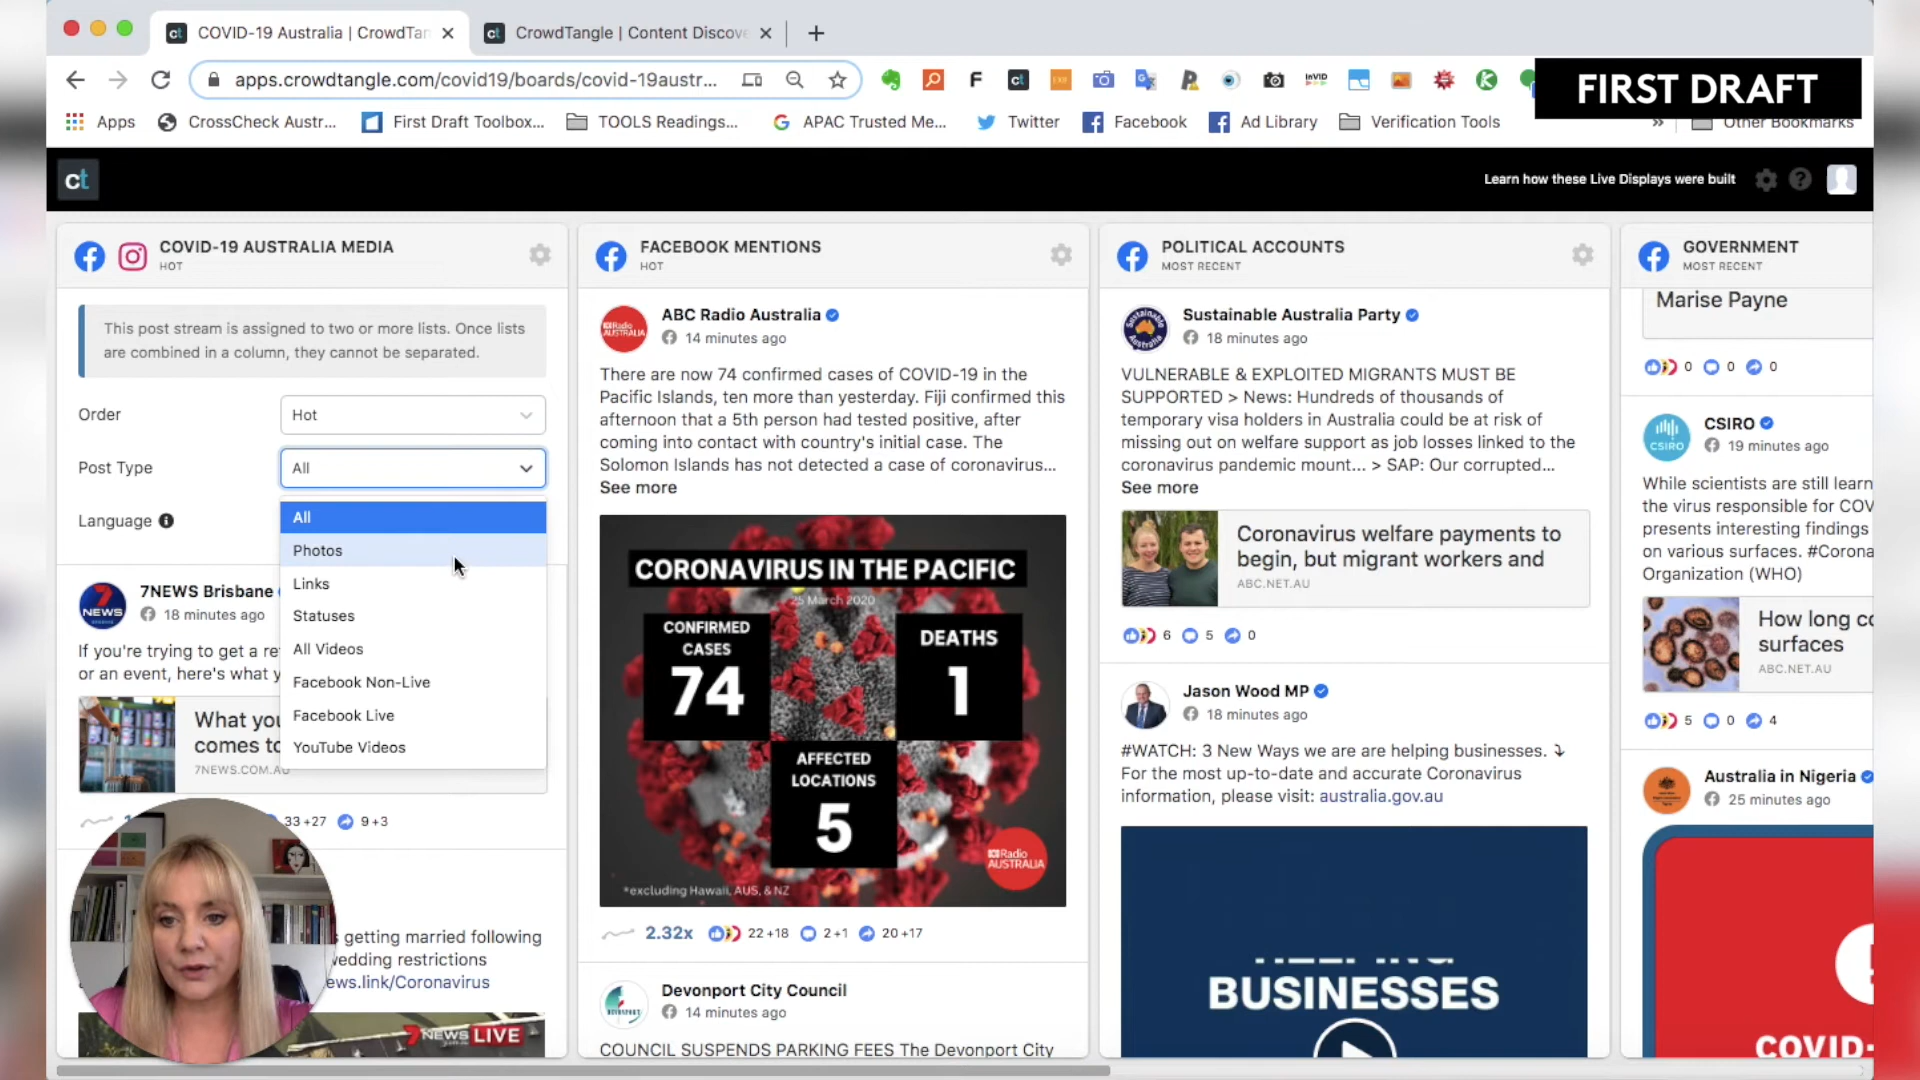 COVID-19 Australia | CrowdTan
CrowdTangle | Content Discove
apps.crowdtangle.com/covid19/boards/covid-19austr...
FIRST DRAFT
Apps
CrossCheck Austr...
First Draft Toolbox...
TOOLS Readings...
APAC Trusted Me...
Twitter
Facebook
Ad Library
Verification Tools
Other Bookmarks
ct
Learn how these Live Displays were built
COVID-19 AUSTRALIA MEDIA
HOT
This post stream is assigned to two or more lists. Once lists
are combined in a column, they cannot be separated.
Order
Hot
Post Type
All
Language
All
Photos
Links
Statuses
All Videos
Facebook Non-Live
Facebook Live
YouTube Videos
7NEWS Brisbane
18 minutes ago
If you're trying to get a re
or an event, here's what y
What you
comes to
7NEWS.COM.AU
33 +27
9 +3
getting married following
wedding restrictions
ews.link/Coronavirus
7NEWS LIVE
FACEBOOK MENTIONS
HOT
ABC Radio Australia
14 minutes ago
There are now 74 confirmed cases of COVID-19 in the
Pacific Islands, ten more than yesterday. Fiji confirmed this
afternoon that a 5th person had tested positive, after
coming into contact with country's initial case. The
Solomon Islands has not detected a case of coronavirus...
See more
CORONAVIRUS IN THE PACIFIC
25 March 2020
CONFIRMED
CASES
74
DEATHS
1
AFFECTED
LOCATIONS
5
Radio
AUSTRALIA
*excluding Hawaii, AUS, & NZ
2.32x
22 +18
2 +1
20 +17
Devonport City Council
14 minutes ago
COUNCIL SUSPENDS PARKING FEES The Devonport City
POLITICAL ACCOUNTS
MOST RECENT
Sustainable Australia Party
18 minutes ago
VULNERABLE & EXPLOITED MIGRANTS MUST BE
SUPPORTED > News: Hundreds of thousands of
temporary visa holders in Australia could be at risk of
missing out on welfare support as job losses linked to the
coronavirus pandemic mount... > SAP: Our corrupted...
See more
Coronavirus welfare payments to
begin, but migrant workers and
ABC.NET.AU
6
5
0
Jason Wood MP
18 minutes ago
#WATCH: 3 New Ways we are are helping businesses. ⤵
For the most up-to-date and accurate Coronavirus
information, please visit: australia.gov.au
HELPING
BUSINESSES
GOVERNMENT
MOST RECENT
Marise Payne
0
0
0
CSIRO
19 minutes ago
While scientists are still learn
the virus responsible for COV
presents interesting findings
on various surfaces. #Corona
Organization (WHO)
How long co
surfaces
ABC.NET.AU
5
0
4
Australia in Nigeria
25 minutes ago
COVID-